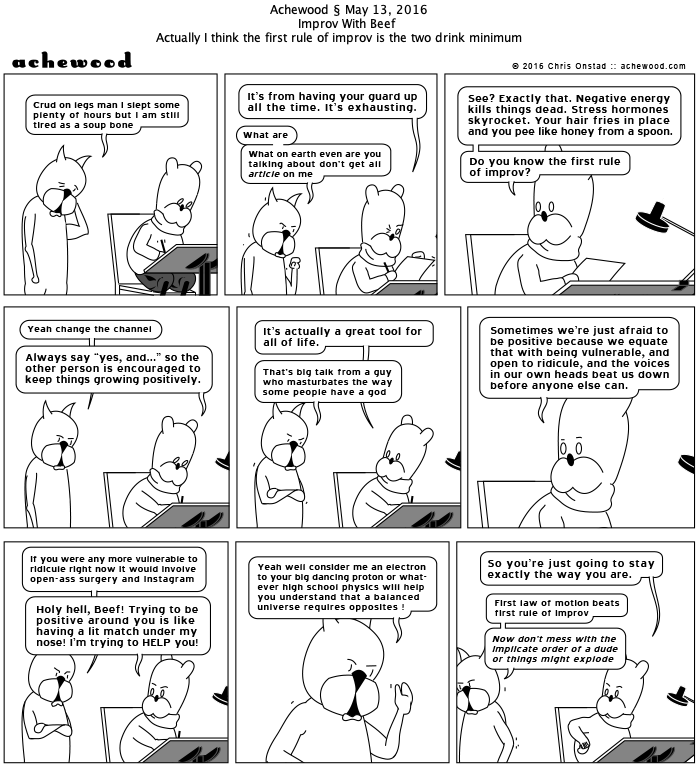 Achewood § May 13, 2016
Improv With Beef
Actually I think the first rule of improv is the two drink minimum
achewood
© 2016 Chris Onstad :: achewood.com
Crud on legs man I slept some
plenty of hours but I am still
tired as a soup bone
It's from having your guard up
all the time. It's exhausting.
What are
What on earth even are you
talking about don't get all
article on me
See? Exactly that. Negative energy
kills things dead. Stress hormones
skyrocket. Your hair fries in place
and you pee like honey from a spoon.
Do you know the first rule
of improv?
Yeah change the channel
Always say "yes, and..." so the
other person is encouraged to
keep things growing positively.
It's actually a great tool for
all of life.
That's big talk from a guy
who masturbates the way
some people have a god
Sometimes we're just afraid to
be positive because we equate
that with being vulnerable, and
open to ridicule, and the voices
in our own heads beat us down
before anyone else can.
If you were any more vulnerable to
ridicule right now it would involve
open-ass surgery and Instagram
Holy hell, Beef! Trying to be
positive around you is like
having a lit match under my
nose! I'm trying to HELP you!
Yeah well consider me an electron
to your big dancing proton or what-
ever high school physics will help
you understand that a balanced
universe requires opposites !
So you're just going to stay
exactly the way you are.
First law of motion beats
first rule of improv
Now don't mess with the
implicate order of a dude
or things might explode